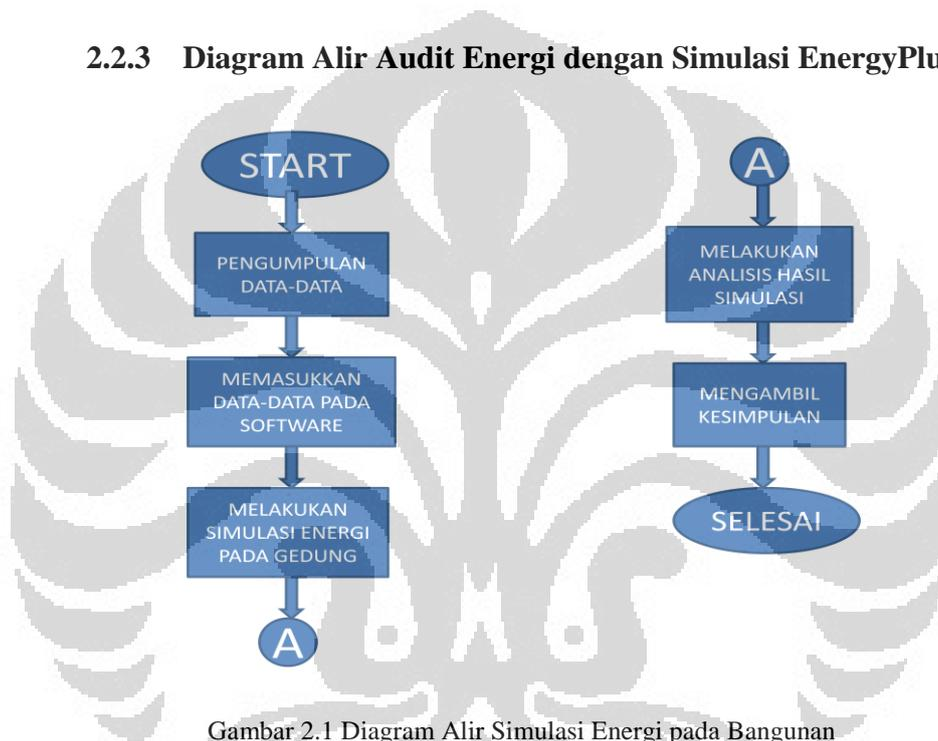 2.2.3 Diagram Alir Audit Energi dengan Simulasi EnergyPlu
START
PENGUMPULAN
DATA-DATA
MEMASUKKAN
DATA-DATA PADA
SOFTWARE
MELAKUKAN
SIMULASI ENERGI
PADA GEDUNG
A
A
MELAKUKAN
ANALISIS HASIL
SIMULASI
MENGAMBIL
KESIMPULAN
SELESAI
Gambar 2.1 Diagram Alir Simulasi Energi pada Bangunan